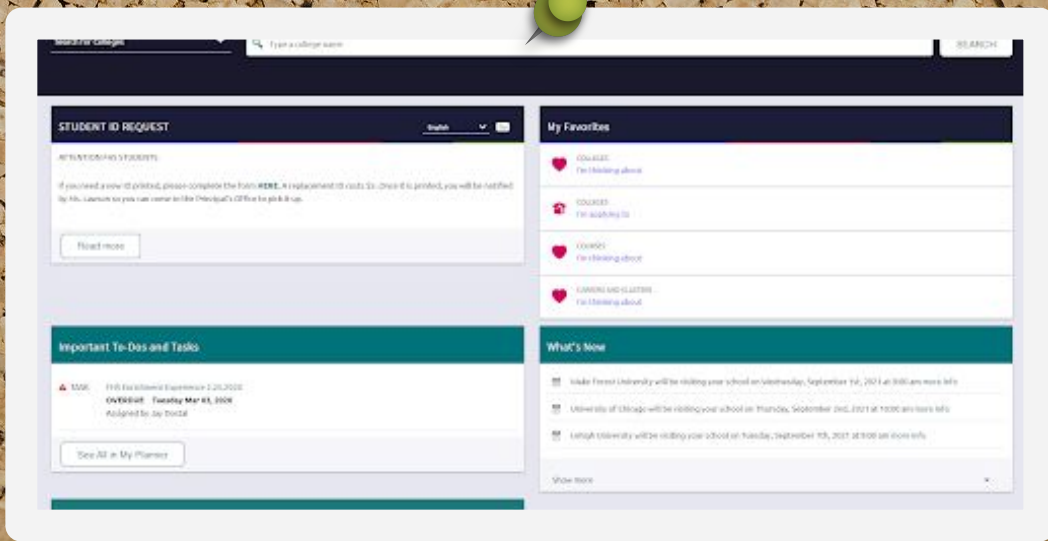 Search for Colleges
Type a college name
SEARCH
STUDENT ID REQUEST
English
ATTENTION FHS STUDENTS:
If you need a new ID printed, please complete the form HERE. A replacement ID costs $5. Once it is printed, you will be notified
by Ms. Lawson so you can come to the Principal's Office to pick it up.
Read more
My Favorites
COLLEGES
I'm thinking about
COLLEGES
I'm applying to
COURSES
I'm thinking about
CAREERS AND CLUSTERS
I'm thinking about
Important To-Dos and Tasks
TASK FHS Enrollment Experience
OVERDUE Tuesday Mar 03, 2020
Assigned by Jay
See All in My Planner
What's New
Wake Forest University will be visiting your school on Wednesday, September 1st, 2021 at 9:00 am more info
University of Chicago will be visiting your school on Thursday, September 2nd, 2021 at 10:00 am more info
Lehigh University will be visiting your school on Tuesday, September 7th, 2021 at 9:00 am more info
Show more